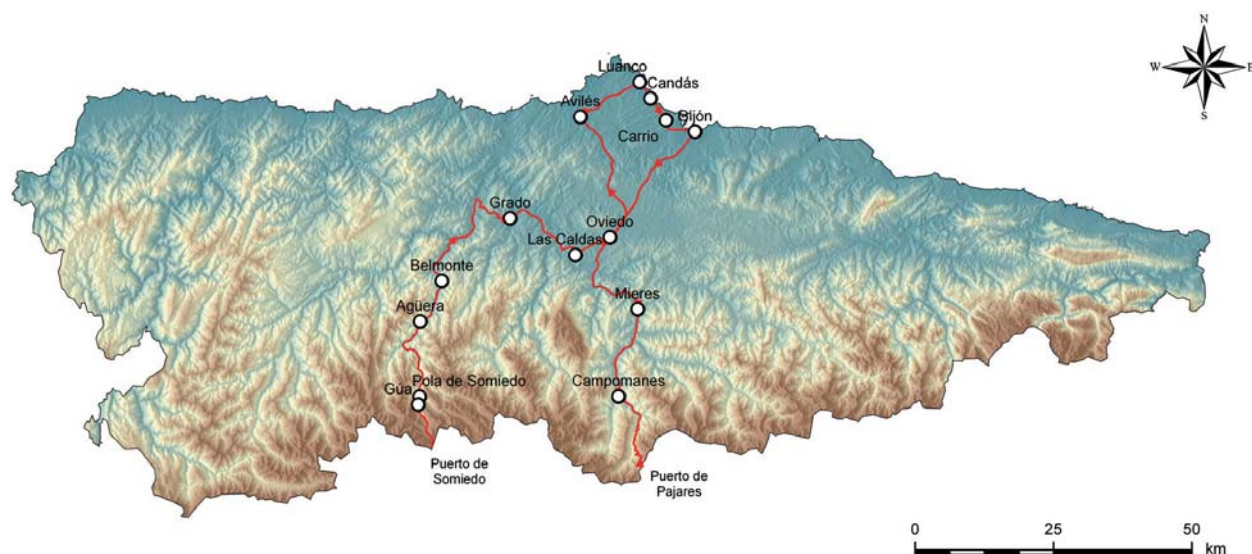 N
W
E
S
Luanco
Candás
Avilés
Gijón
Carrio
Grado
Oviedo
Las Caldas
Belmonte
Mieres
Agüera
Pola de Somiedo
Gúa
Campomanes
Puerto de
Somiedo
Puerto de
Pajares
0
25
50
km